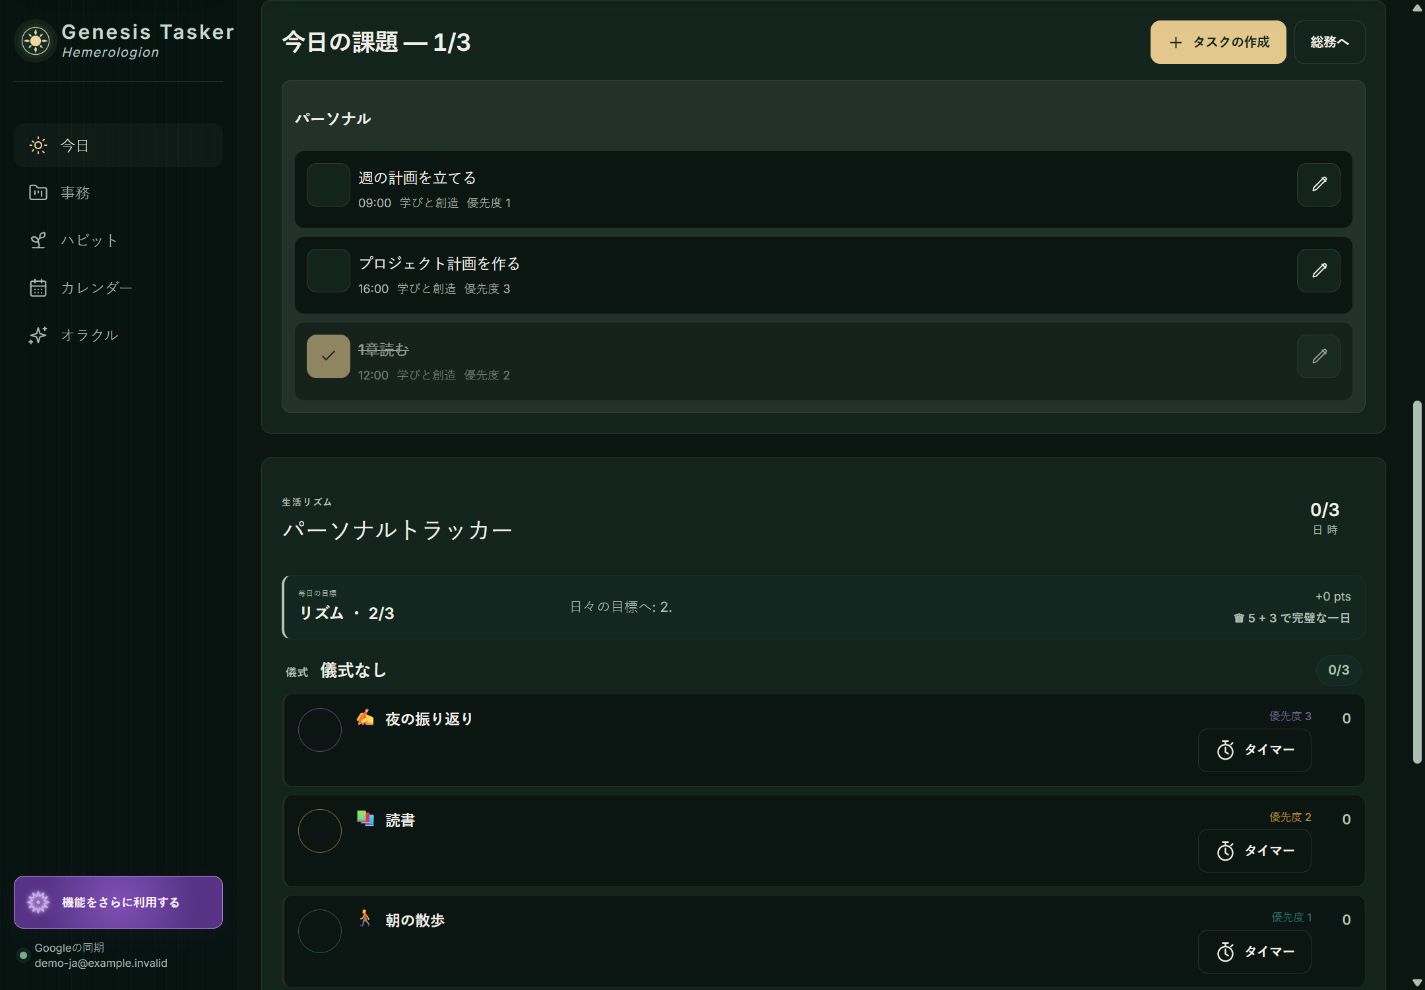 Genesis Tasker
Hemerologion
今日
事務
ハビット
カレンダー
オラクル
機能をさらに利用する
Googleの同期
demo-ja@example.invalid
今日の課題 — 1/3
タスクの作成
総務へ
パーソナル
週の計画を立てる
09:00 学びと創造 優先度 1
プロジェクト計画を作る
16:00 学びと創造 優先度 3
1章読む
12:00 学びと創造 優先度 2
生活リズム
パーソナルトラッカー
0/3
日時
毎日の目標
リズム · 2/3
日々の目標へ: 2.
+0 pts
5 + 3 で完璧な一日
儀式 儀式なし
0/3
夜の振り返り
優先度 3
0
タイマー
読書
優先度 2
0
タイマー
朝の散歩
優先度 1
0
タイマー